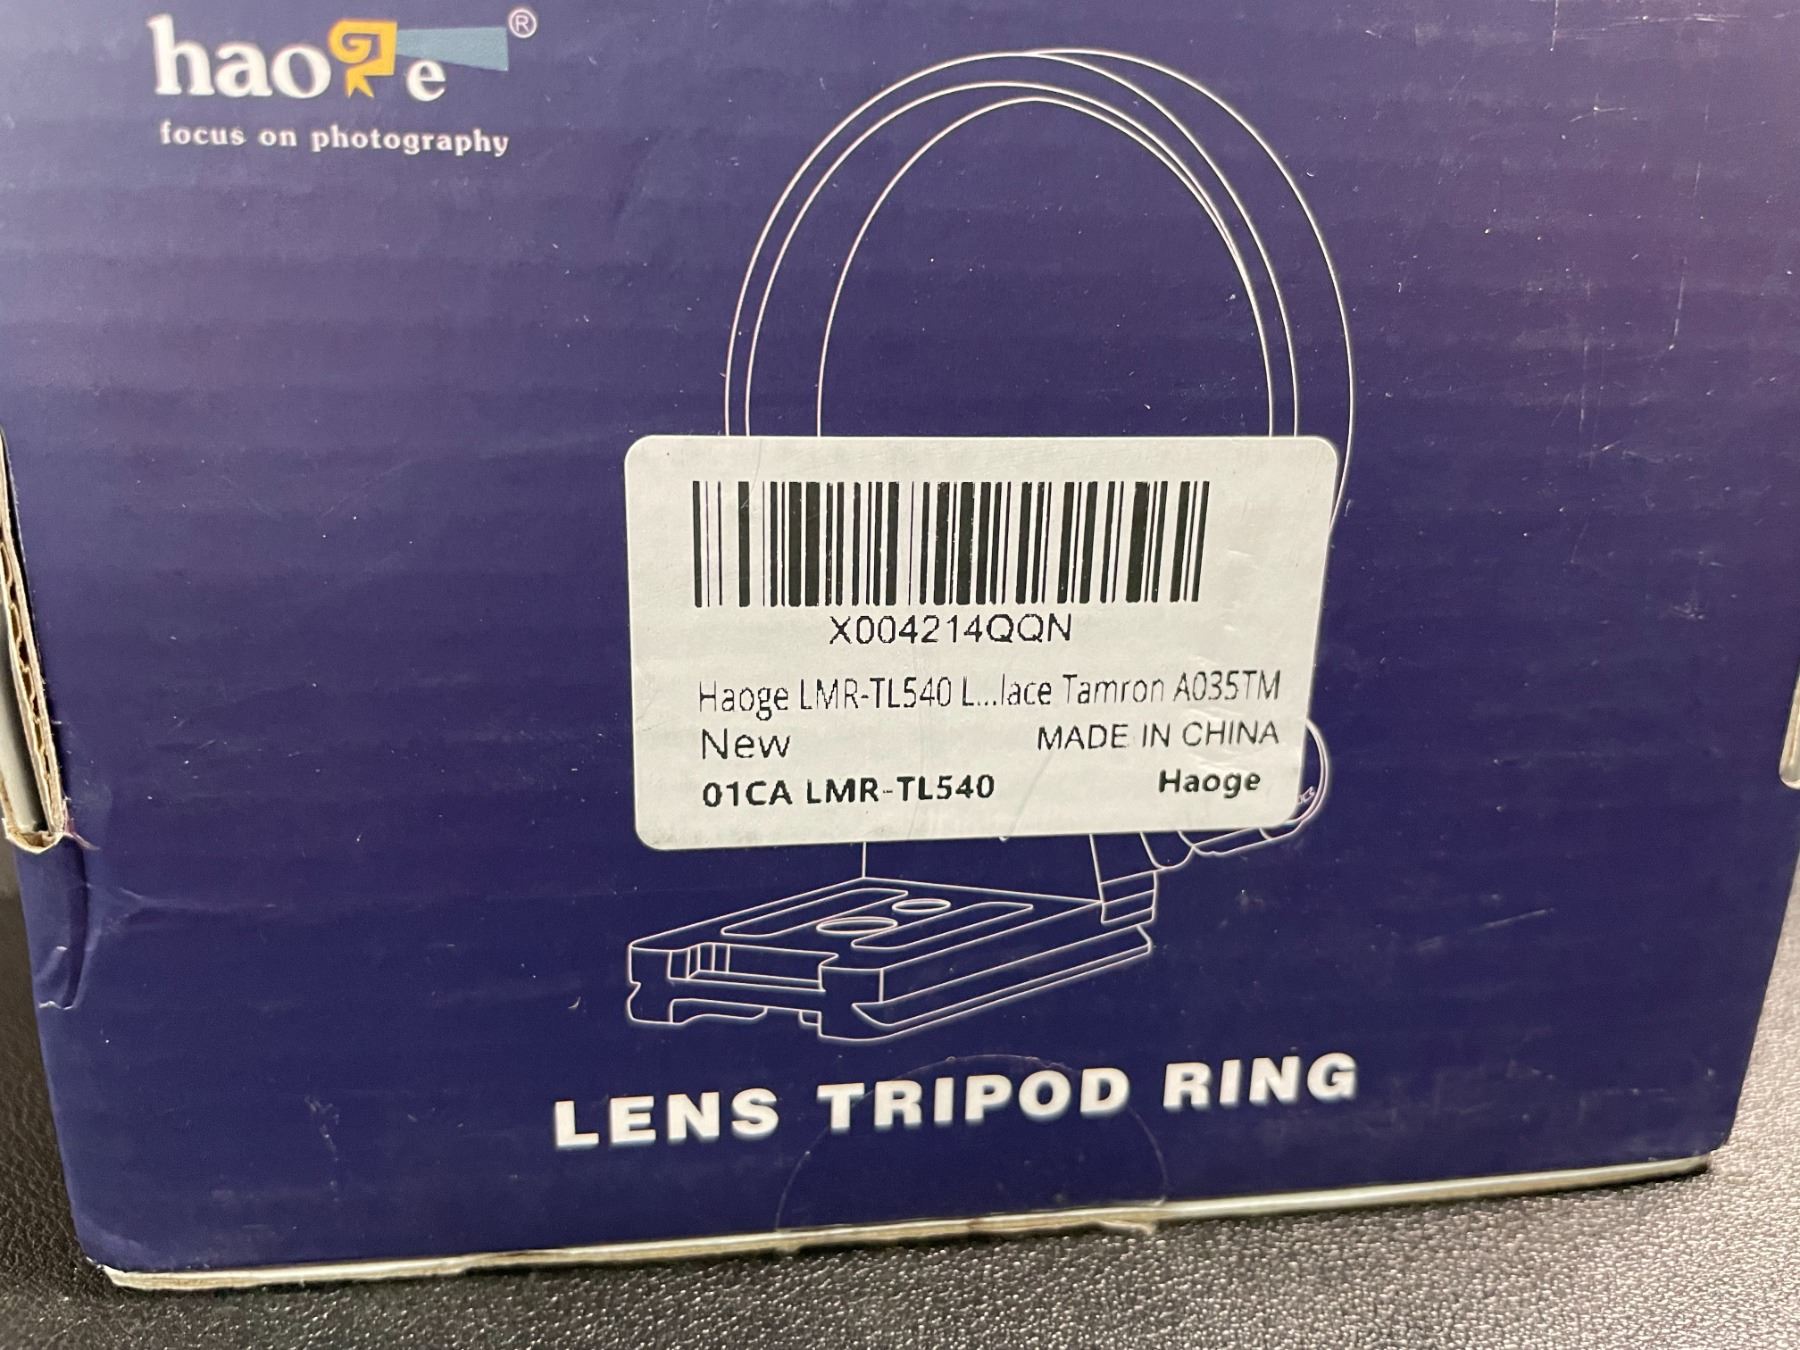 haoge®
focus on photography
X004214QQN
Haoge LMR-TL540 L...lace Tamron A035TM
New MADE IN CHINA
01CA LMR-TL540 Haoge
LENS TRIPOD RING